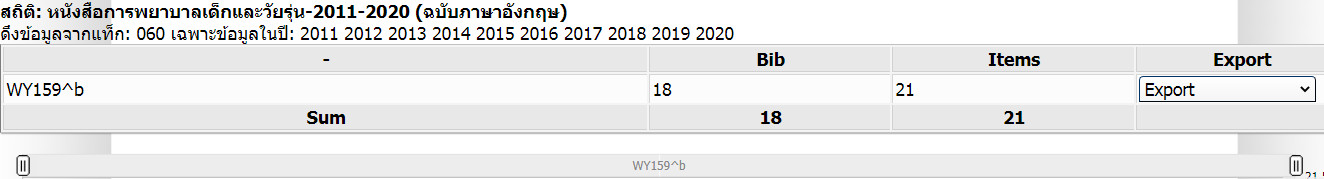 สถิติ: หนังสือการพยาบาลเด็กและวัยรุ่น-2011-2020 (ฉบับภาษาอังกฤษ)
ดึงข้อมูลจากแท็ก: 060 เฉพาะข้อมูลในปี: 2011 2012 2013 2014 2015 2016 2017 2018 2019 2020
- Bib Items Export
WY159^b 18 21 Export
Sum 18 21
WY159^b